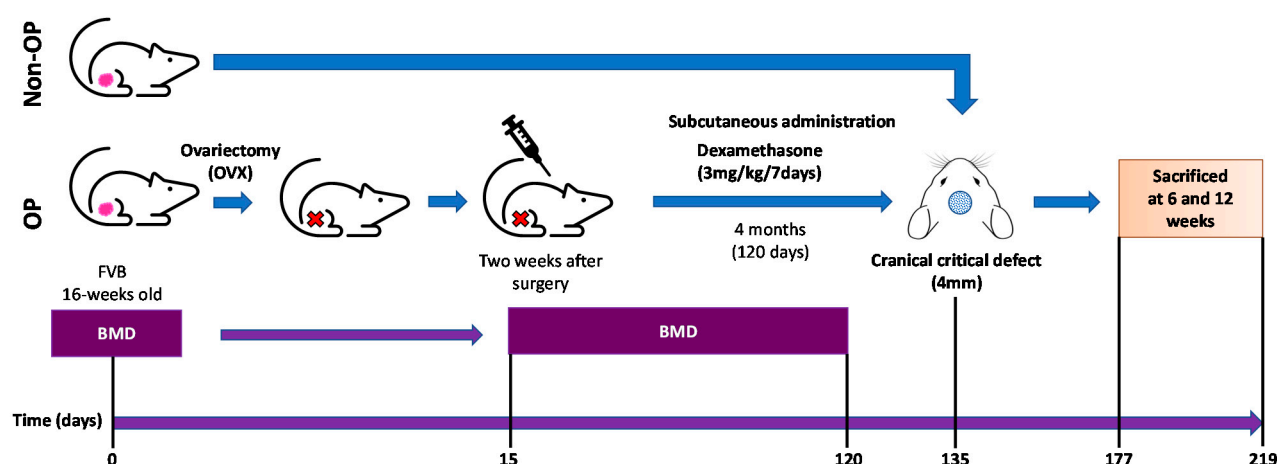 Non-OP
OP
Ovariectomy
(OVX)
Subcutaneous administration
Dexamethasone
(3mg/kg/7days)
4 months
(120 days)
Two weeks after
surgery
Cranical critical defect
(4mm)
Sacrificed
at 6 and 12
weeks
FVB
16-weeks old
BMD
BMD
Time (days)
0
15
120
135
177
219